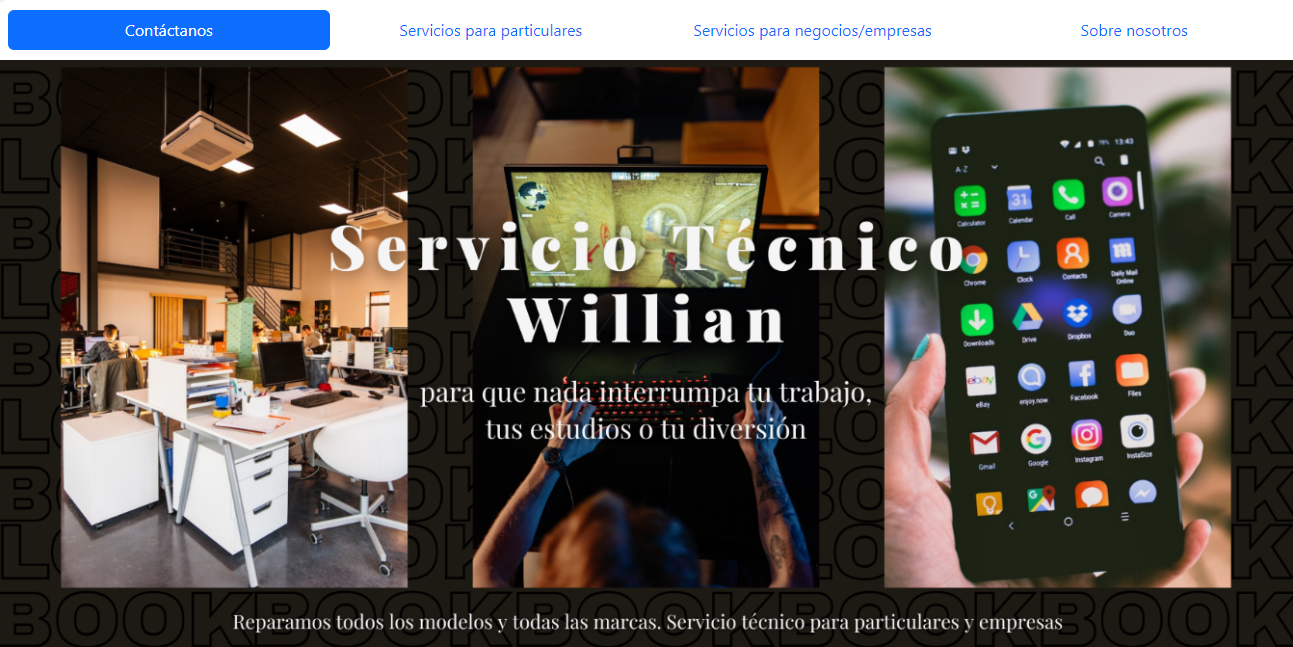 Contáctanos
Servicios para particulares
Servicios para negocios/empresas
Sobre nosotros
Servicio Técnico
Willian
para que nada interrumpa tu trabajo,
tus estudios o tu diversión
13:43
A-Z
Calculator
Calendar
Call
Camera
Chrome
Clock
Contacts
Daily Mail
Online
Downloads
Drive
Dropbox
Duo
eBay
enjoy.now
Facebook
Files
Gmail
Google
Instagram
InstaSize
Reparamos todos los modelos y todas las marcas. Servicio técnico para particulares y empresas